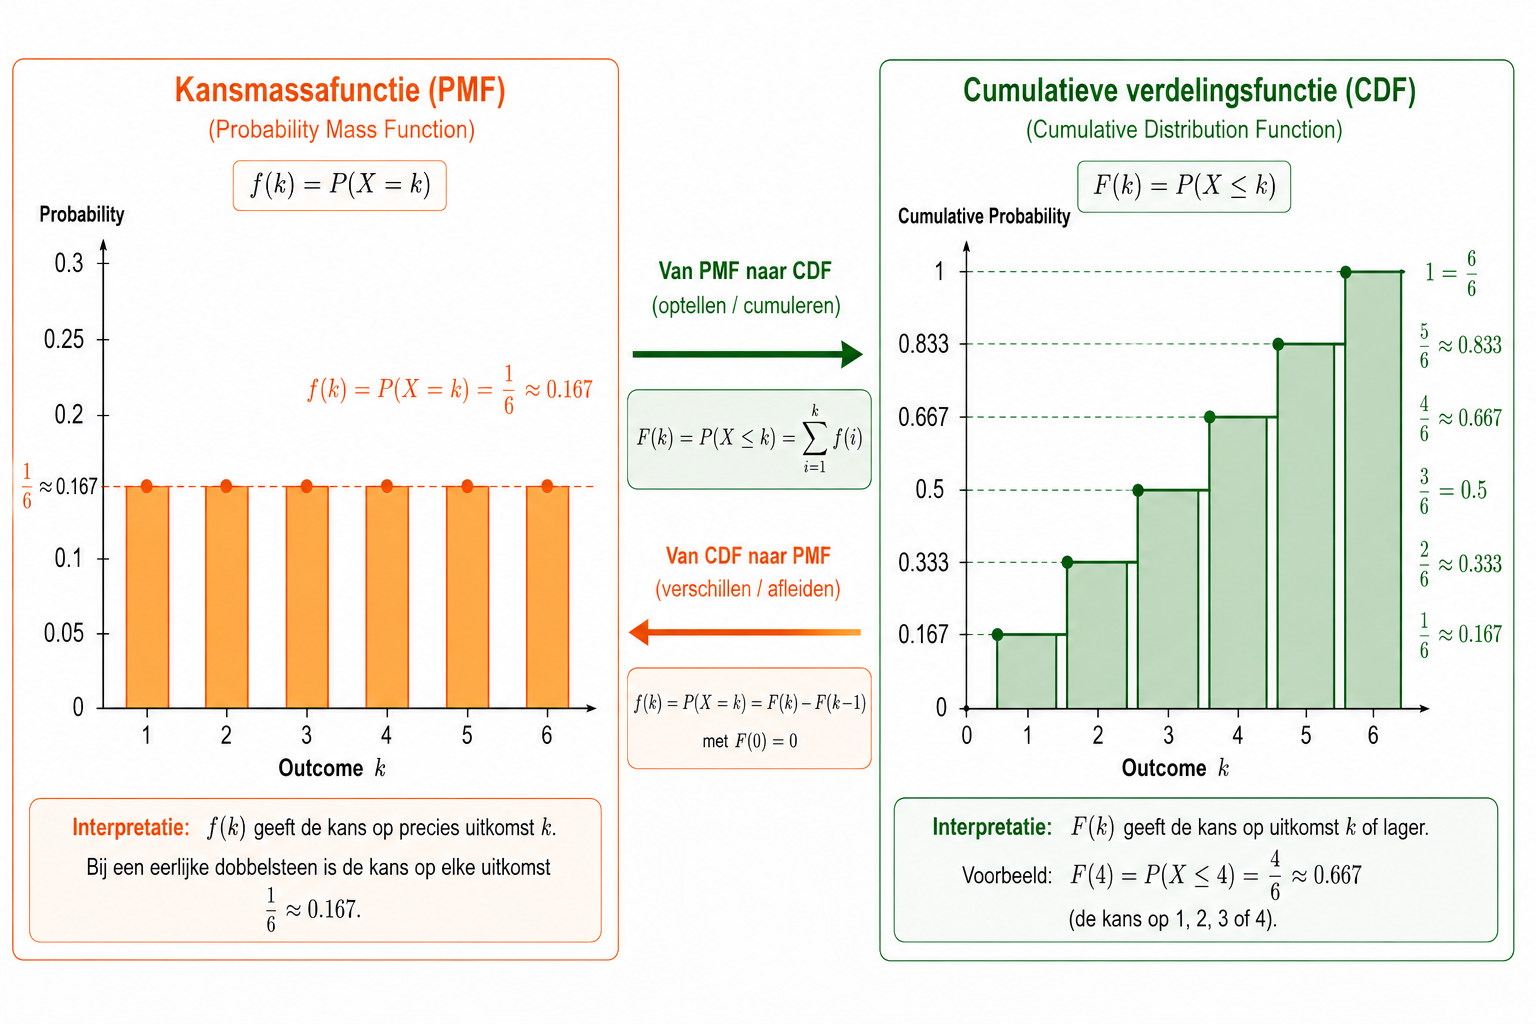 Kansmassafunctie (PMF)
(Probability Mass Function)
f(k) = P(X = k)
Probability
0.3
0.25
0.2
1/6 ≈ 0.167
0.1
0.05
0
f(k) = P(X = k) = 1/6 ≈ 0.167
1 2 3 4 5 6
Outcome k
Interpretatie: f(k) geeft de kans op precies uitkomst k.
Bij een eerlijke dobbelsteen is de kans op elke uitkomst
1/6 ≈ 0.167.
Van PMF naar CDF
(optellen / cumuleren)
F(k) = P(X ≤ k) = ∑_{i=1}^{k} f(i)
Van CDF naar PMF
(verschillen / afleiden)
f(k) = P(X = k) = F(k) − F(k−1)
met F(0) = 0
Cumulatieve verdelingsfunctie (CDF)
(Cumulative Distribution Function)
F(k) = P(X ≤ k)
Cumulative Probability
1
0.833
0.667
0.5
0.333
0.167
0
1 = 6/6
5/6 ≈ 0.833
4/6 ≈ 0.667
3/6 = 0.5
2/6 ≈ 0.333
1/6 ≈ 0.167
0 1 2 3 4 5 6
Outcome k
Interpretatie: F(k) geeft de kans op uitkomst k of lager.
Voorbeeld: F(4) = P(X ≤ 4) = 4/6 ≈ 0.667
(de kans op 1, 2, 3 of 4).